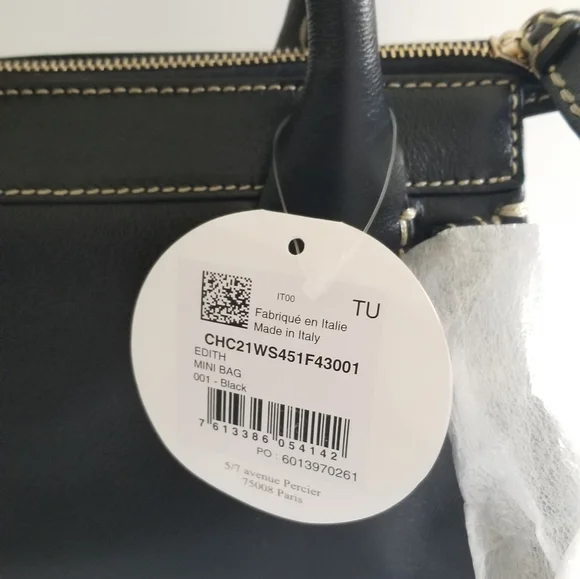 IT00
TU
Fabriqué en Italie
Made in Italy
CHC21WS451F43001
EDITH
MINI BAG
001 - Black
7 613386 054142
PO : 6013970261
5/7 avenue Percier
75008 Paris